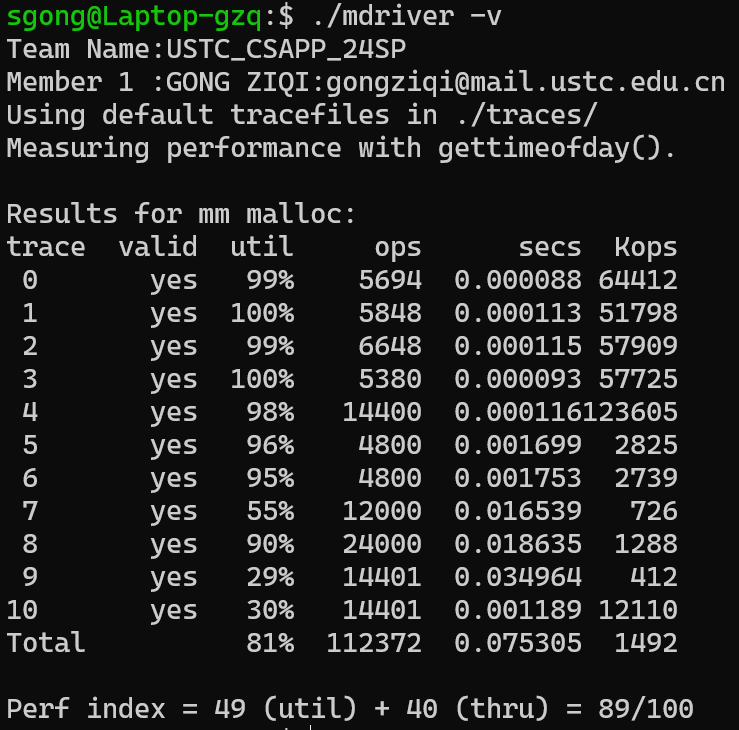 sgong@Laptop-gzq:$ ./mdriver -v
Team Name:USTC_CSAPP_24SP
Member 1 :GONG ZIQI:gongziqi@mail.ustc.edu.cn
Using default tracefiles in ./traces/
Measuring performance with gettimeofday().

Results for mm malloc:
trace  valid  util     ops      secs  Kops
 0       yes   99%    5694  0.000088 64412
 1       yes  100%    5848  0.000113 51798
 2       yes   99%    6648  0.000115 57909
 3       yes  100%    5380  0.000093 57725
 4       yes   98%   14400  0.000116123605
 5       yes   96%    4800  0.001699  2825
 6       yes   95%    4800  0.001753  2739
 7       yes   55%   12000  0.016539   726
 8       yes   90%   24000  0.018635  1288
 9       yes   29%   14401  0.034964   412
10       yes   30%   14401  0.001189 12110
Total          81%  112372  0.075305  1492

Perf index = 49 (util) + 40 (thru) = 89/100